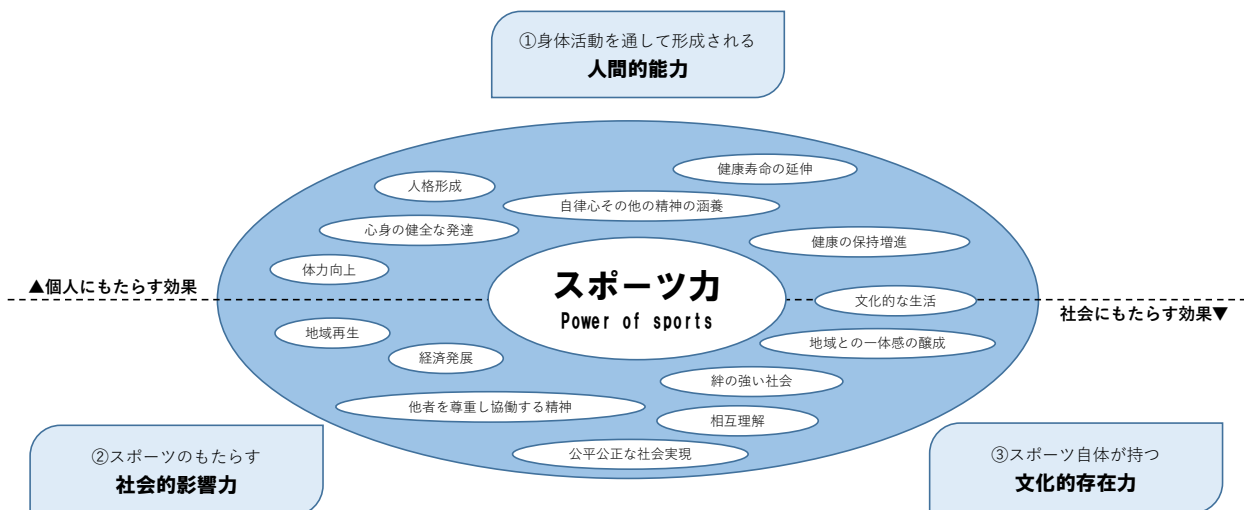 ①身体活動を通して形成される
人間的能力
健康寿命の延伸
人格形成
自律心その他の精神の涵養
心身の健全な発達
健康の保持増進
体力向上
▲個人にもたらす効果
スポーツ力
Power of sports
文化的な生活
社会にもたらす効果▼
地域再生
地域との一体感の醸成
経済発展
絆の強い社会
他者を尊重し協働する精神
相互理解
公平公正な社会実現
②スポーツのもたらす
社会的影響力
③スポーツ自体が持つ
文化的存在力